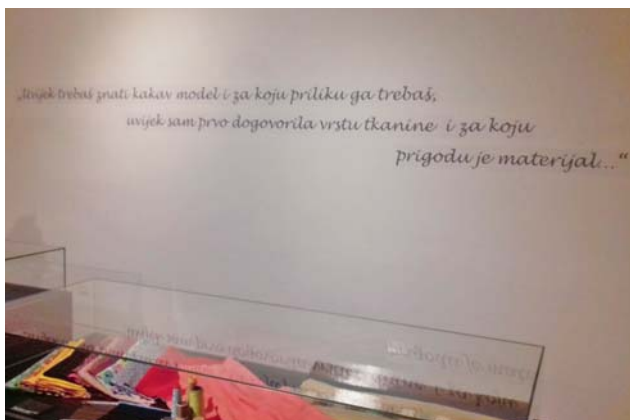 „Uvijek trebaš znati kakav model i za koju priliku ga trebaš,
uvijek sam prvo dogovorila vrstu tkanine i za koju
prigodu je materijal...“